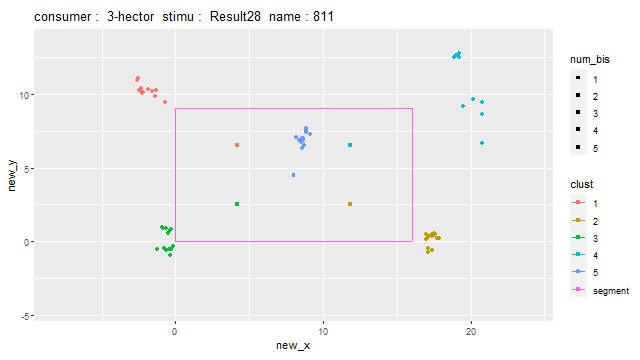 consumer :  3-hector  stimu :  Result28  name : 811
new_y
10
5
0
-5
0
10
20
new_x
num_bis
1
2
3
4
5
clust
1
2
3
4
5
segment